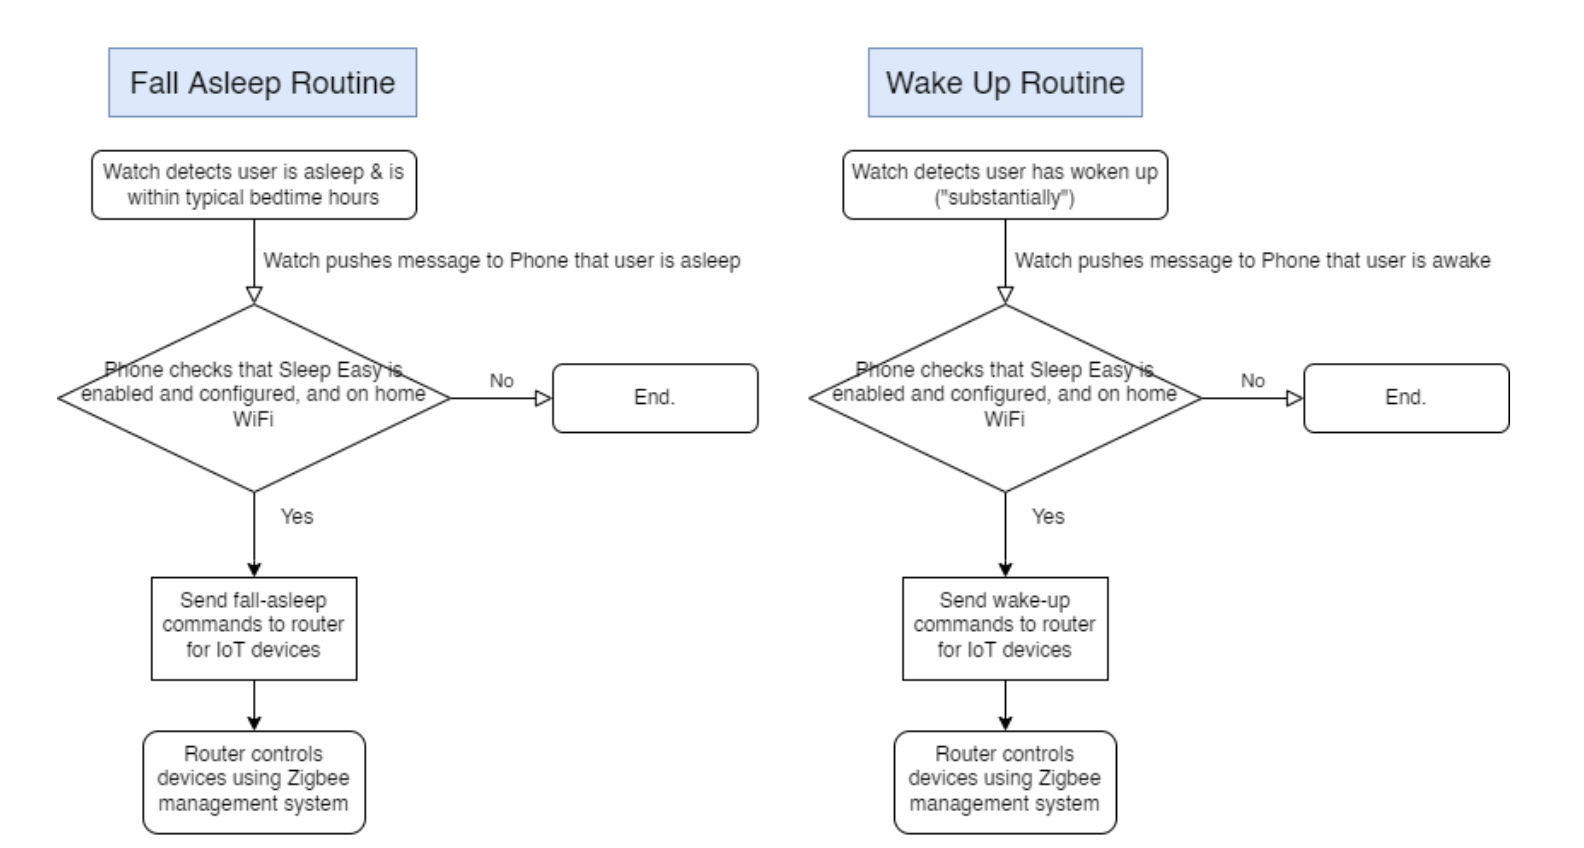 Fall Asleep Routine
Watch detects user is asleep & is
within typical bedtime hours
Watch pushes message to Phone that user is asleep
Phone checks that Sleep Easy is
enabled and configured, and on home
WiFi
No
End.
Yes
Send fall-asleep
commands to router
for IoT devices
Router controls
devices using Zigbee
management system
Wake Up Routine
Watch detects user has woken up
("substantially")
Watch pushes message to Phone that user is awake
Phone checks that Sleep Easy is
enabled and configured, and on home
WiFi
No
End.
Yes
Send wake-up
commands to router
for IoT devices
Router controls
devices using Zigbee
management system